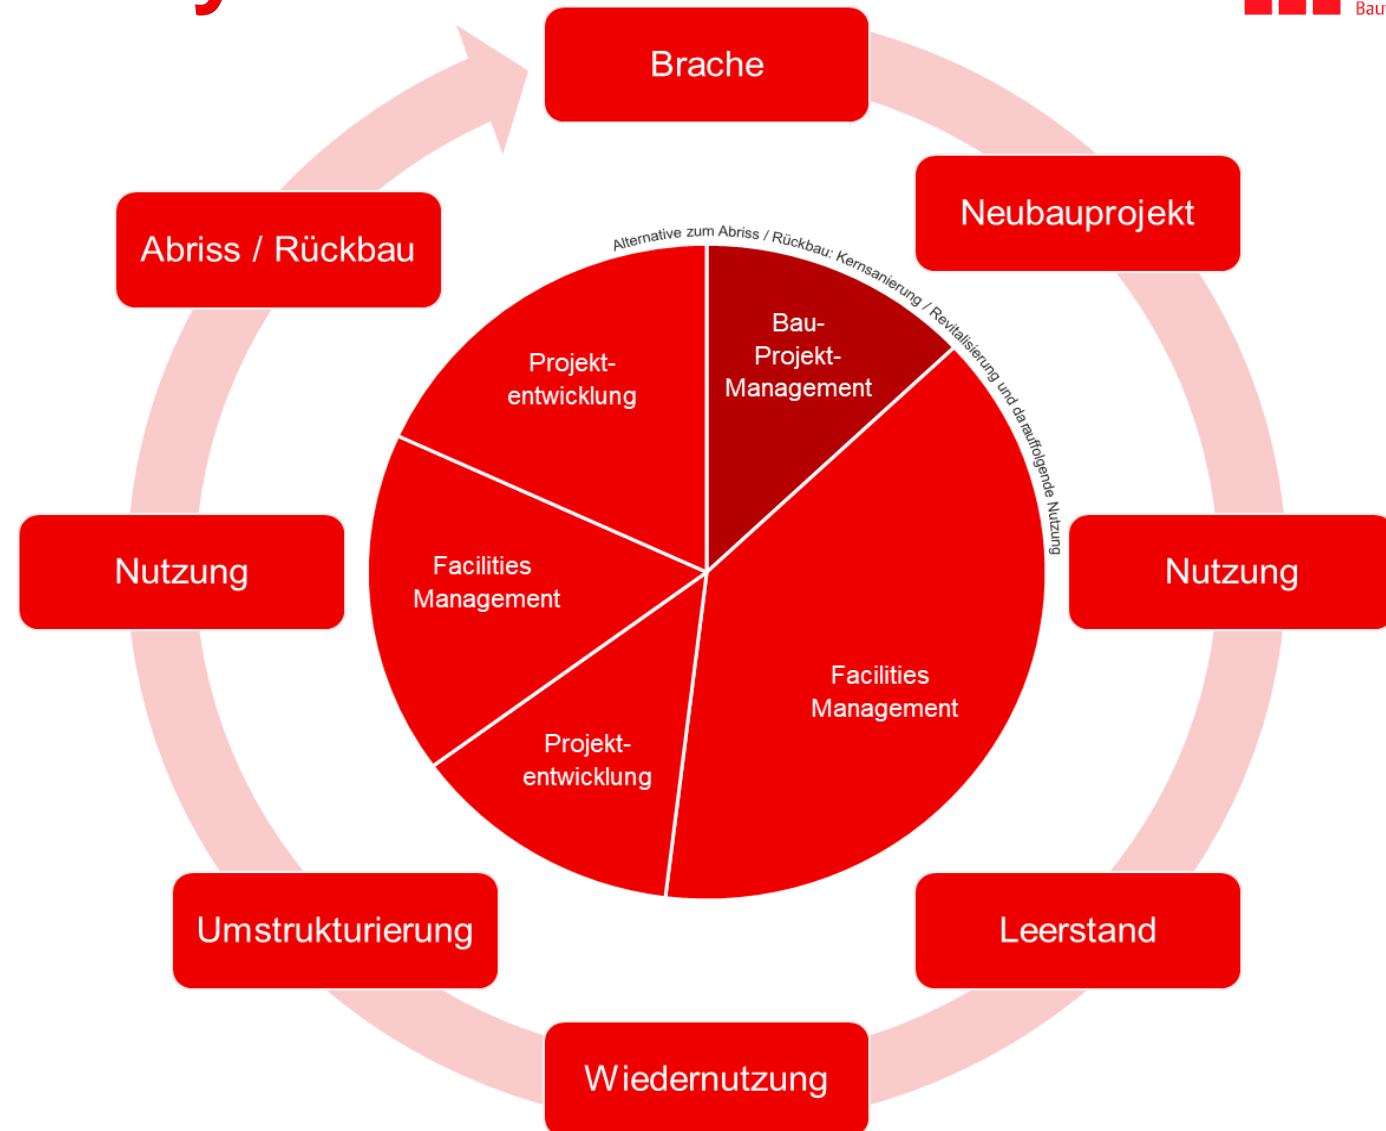 Brache
Neubauprojekt
Abriss / Rückbau
Alternative zum Abriss / Rückbau: Kernsanierung / Revitalisierung und darauffolgende Nutzung
Bau-
Projekt-
Management
Projekt-
entwicklung
Nutzung
Facilities
Management
Nutzung
Facilities
Management
Projekt-
entwicklung
Umstrukturierung
Leerstand
Wiedernutzung